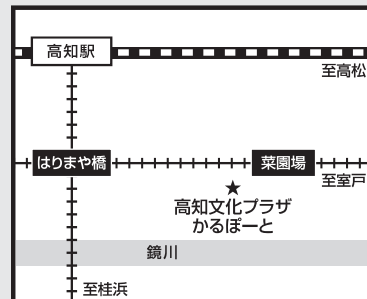 高知駅
至高松
はりまや橋
菜園場
至室戸
★
高知文化プラザ
かるぽーと
鏡川
至桂浜